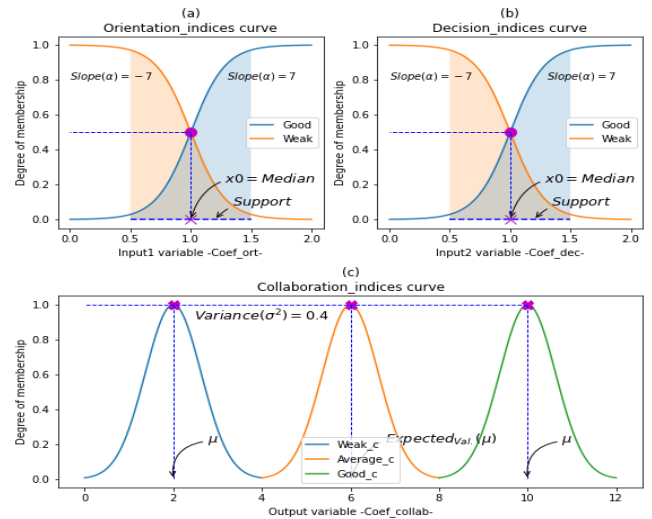 (a)
Orientation_indices curve
Degree of membership
1.0
0.8
0.6
0.4
0.2
0.0
Slope(α) = −7
Slope(α) = 7
Good
Weak
x0 = Median
Support
0.0 0.5 1.0 1.5 2.0
Input1 variable -Coef_ort-
(b)
Decision_indices curve
Degree of membership
1.0
0.8
0.6
0.4
0.2
0.0
Slope(α) = −7
Slope(α) = 7
Good
Weak
x0 = Median
Support
0.0 0.5 1.0 1.5 2.0
Input2 variable -Coef_dec-
(c)
Collaboration_indices curve
Degree of membership
1.0
0.8
0.6
0.4
0.2
0.0
Variance(σ²) = 0.4
μ
Expected_Val.(μ)
μ
Weak_c
Average_c
Good_c
0 2 4 6 8 10 12
Output variable -Coef_collab-